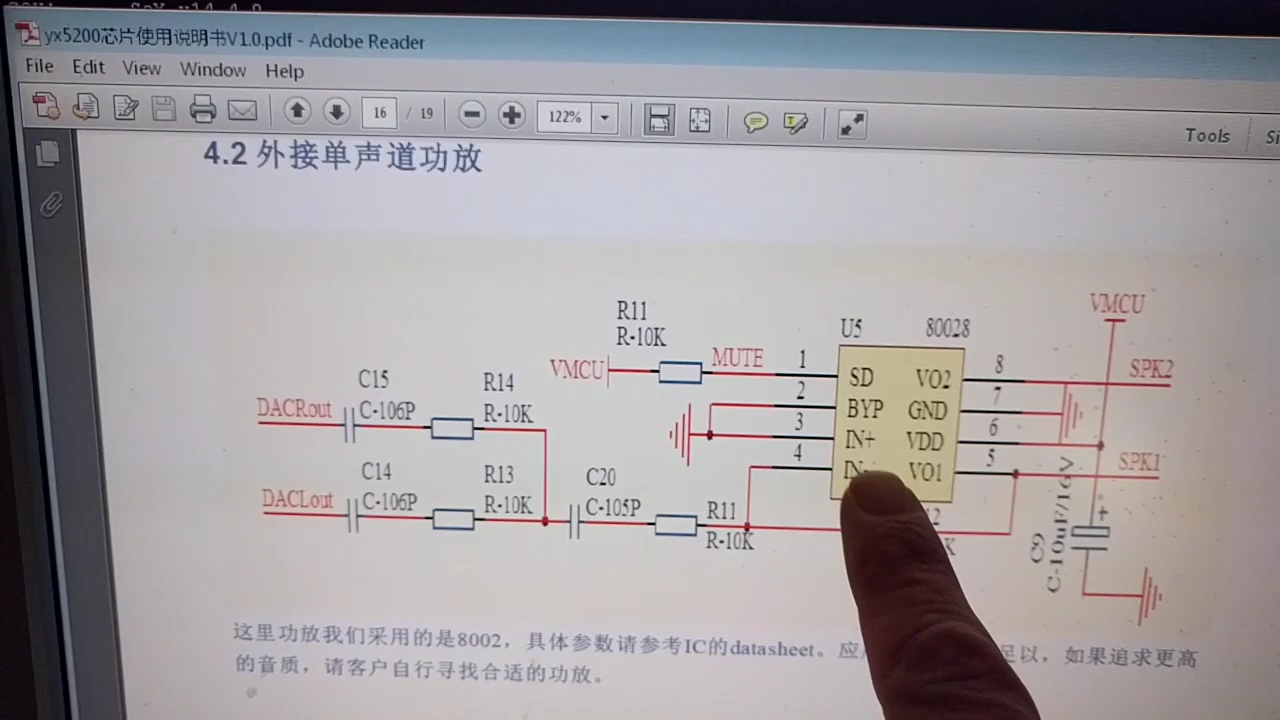 yx5200芯片使用说明书V1.0.pdf - Adobe Reader
File Edit View Window Help
16 / 19 122% Tools
4.2 外接单声道功放
VMCU
R11
R-10K
U5 80028
VMCU MUTE 1 SD VO2 8 SPK2
C15 R14
DACRout C-106P R-10K
2 BYP GND 7
3 IN+ VDD 6
4 IN- VO1 5 SPK1
C14 R13 C20
DACLout C-106P R-10K C-105P R11
R-10K
C9
C-10uF/16V
+
这里功放我们采用的是8002，具体参数请参考IC的datasheet。应 足以，如果追求更高
的音质，请客户自行寻找合适的功放。